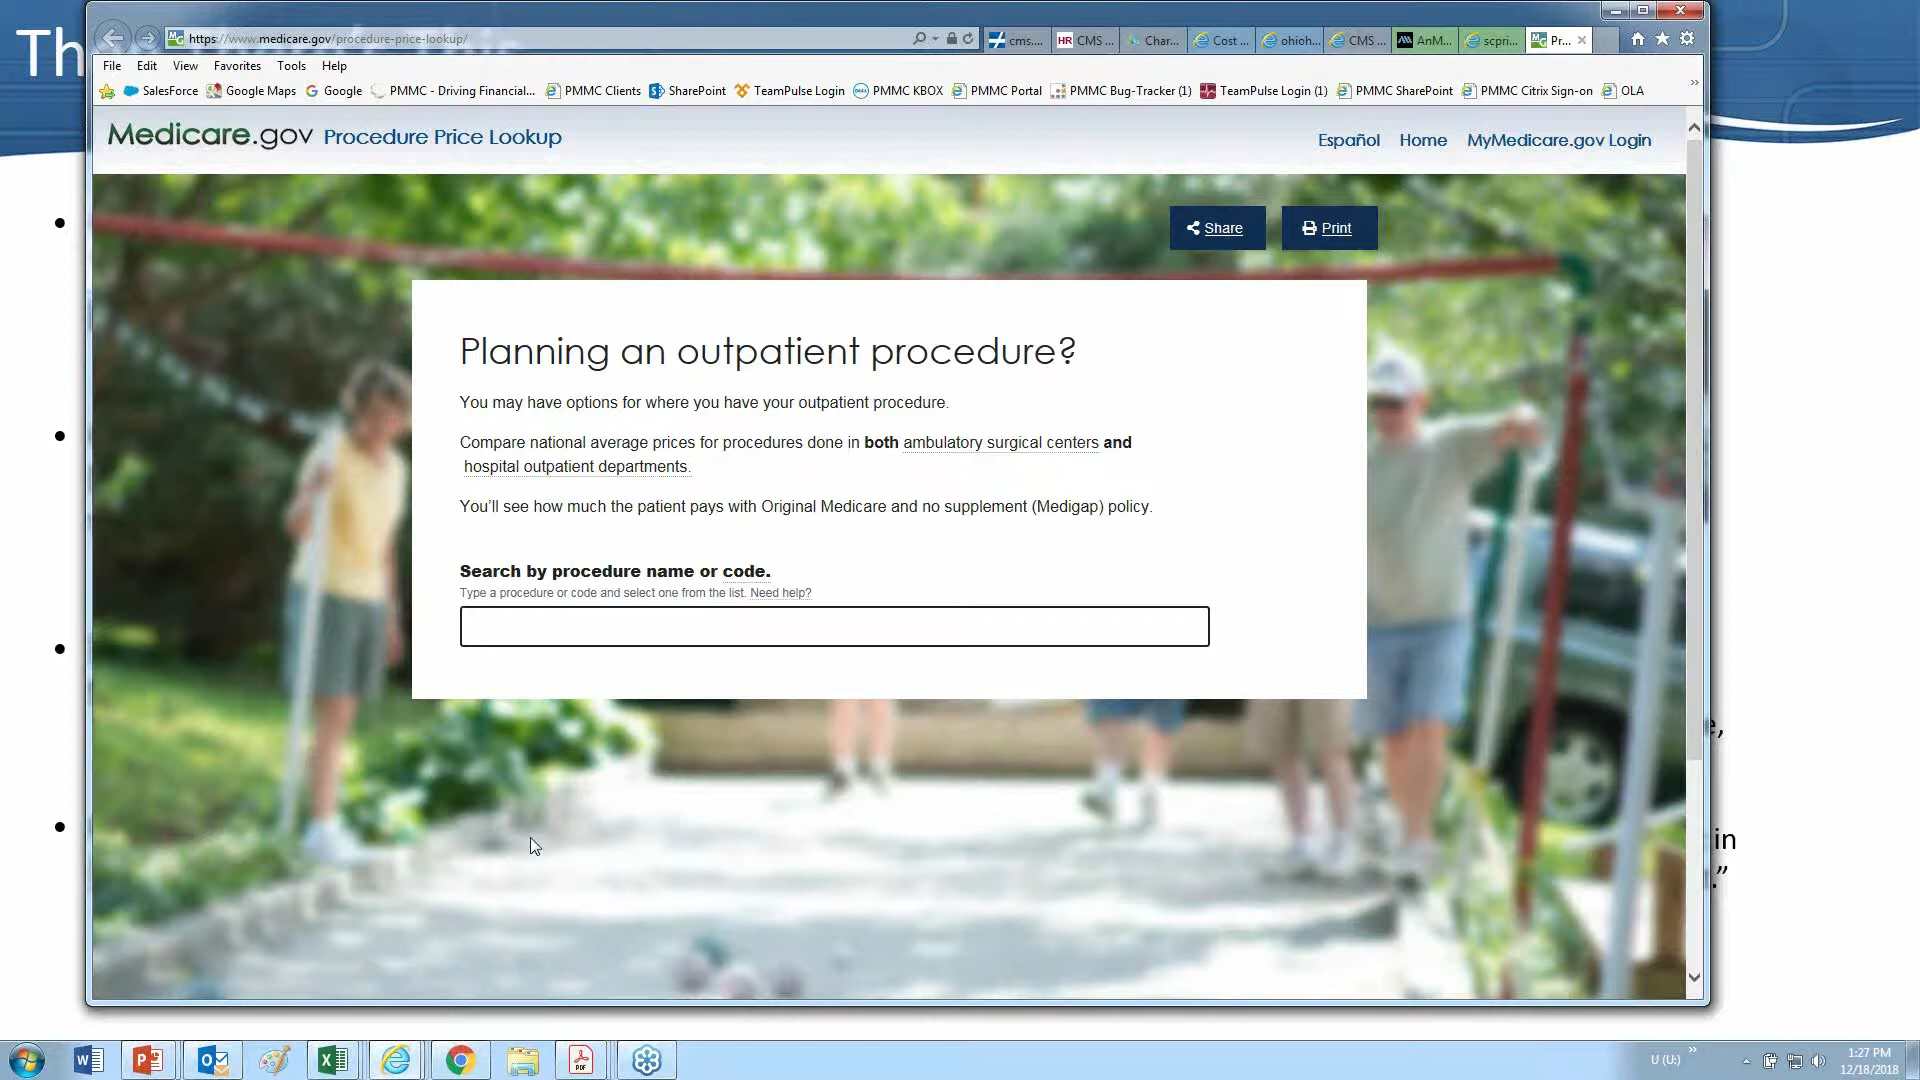 Th
https://www.medicare.gov/procedure-price-lookup/
cms....
HR CMS ...
Char...
Cost ...
ohioh...
CMS ...
AnM...
scpri...
Pr...
File Edit View Favorites Tools Help
SalesForce Google Maps Google PMMC - Driving Financial... PMMC Clients SharePoint TeamPulse Login PMMC KBOX PMMC Portal PMMC Bug-Tracker (1) TeamPulse Login (1) PMMC SharePoint PMMC Citrix Sign-on OLA
Medicare.gov Procedure Price Lookup
Español Home MyMedicare.gov Login
Share Print
Planning an outpatient procedure?
You may have options for where you have your outpatient procedure.
Compare national average prices for procedures done in both ambulatory surgical centers and
hospital outpatient departments.
You’ll see how much the patient pays with Original Medicare and no supplement (Medigap) policy.
Search by procedure name or code.
Type a procedure or code and select one from the list. Need help?
e,
in
.”
U (U:)
1:27 PM
12/18/2018